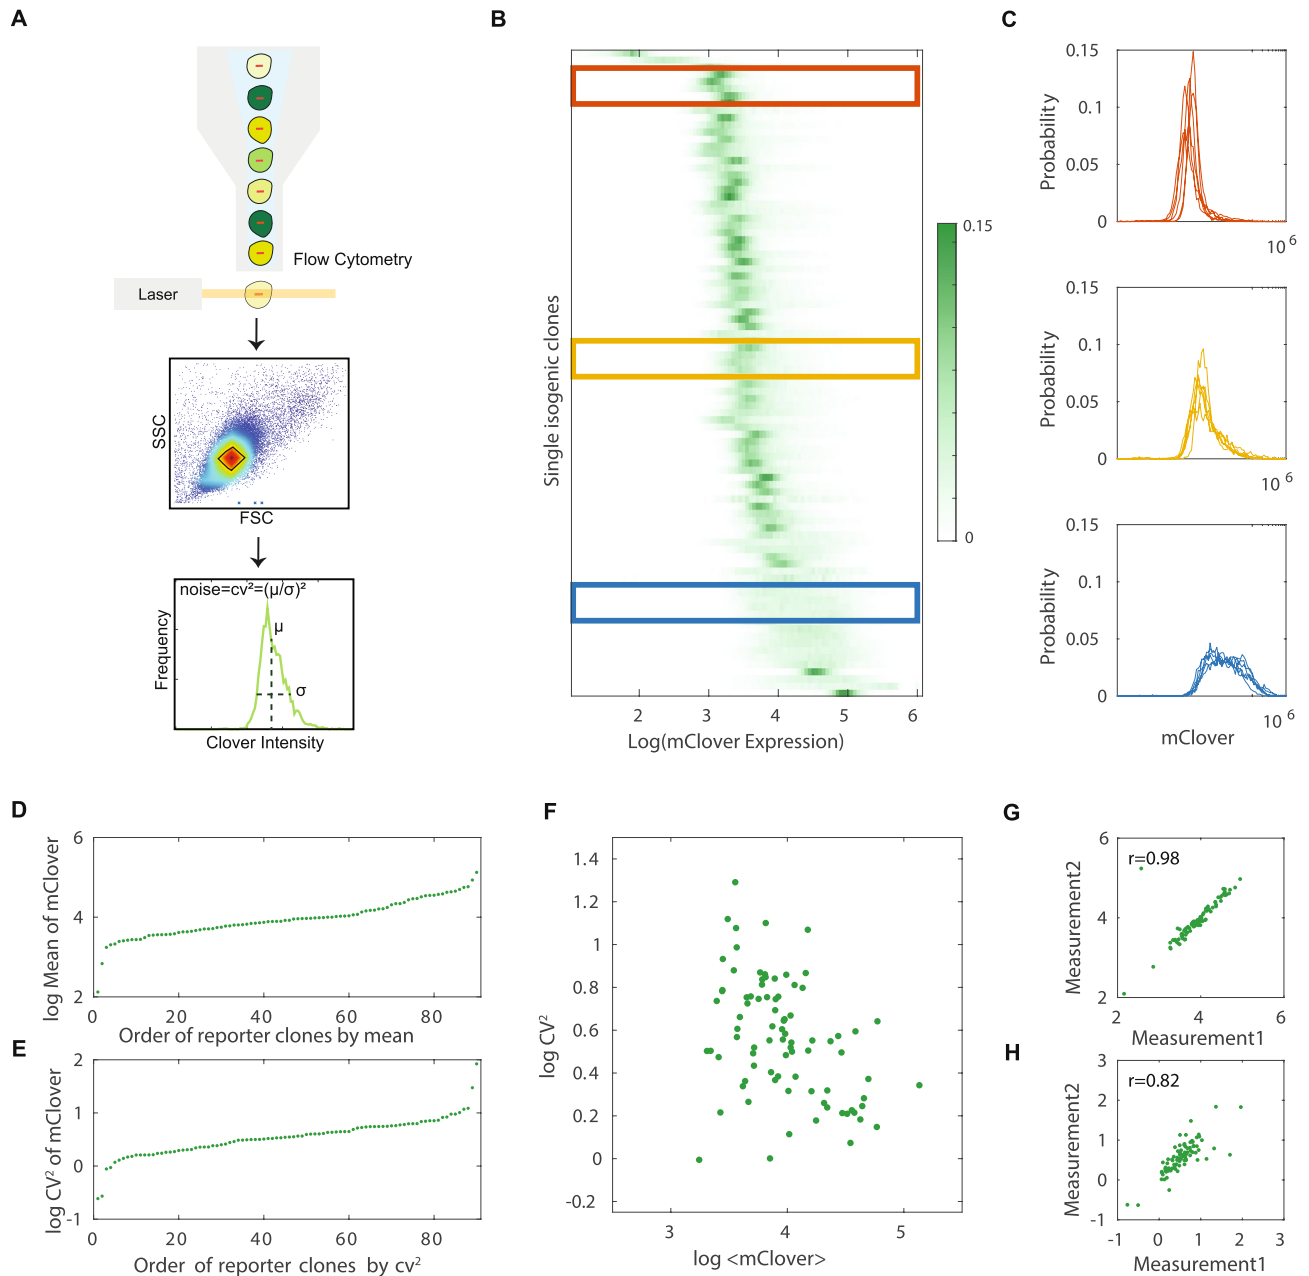 A
Flow Cytometry
Laser
SSC
FSC
noise=cv²=(μ/σ)²
μ
σ
Frequency
Clover Intensity
B
Single isogenic clones
2 3 4 5 6
Log(mClover Expression)
0.15
0
C
0.15
0.1
0.05
0
Probability
10⁶
0.15
0.1
0.05
0
Probability
10⁶
0.15
0.1
0.05
0
Probability
10⁶
mClover
D
log Mean of mClover
6
4
2
0 20 40 60 80
Order of reporter clones by mean
E
log CV² of mClover
2
1
0
-1
0 20 40 60 80
Order of reporter clones by cv²
F
log CV²
1.4
1.2
1
0.8
0.6
0.4
0.2
0
-0.2
3 4 5
log <mClover>
G
r=0.98
Measurement2
6
4
2
2 4 6
Measurement1
H
r=0.82
Measurement2
3
2
1
0
-1
-1 0 1 2 3
Measurement1